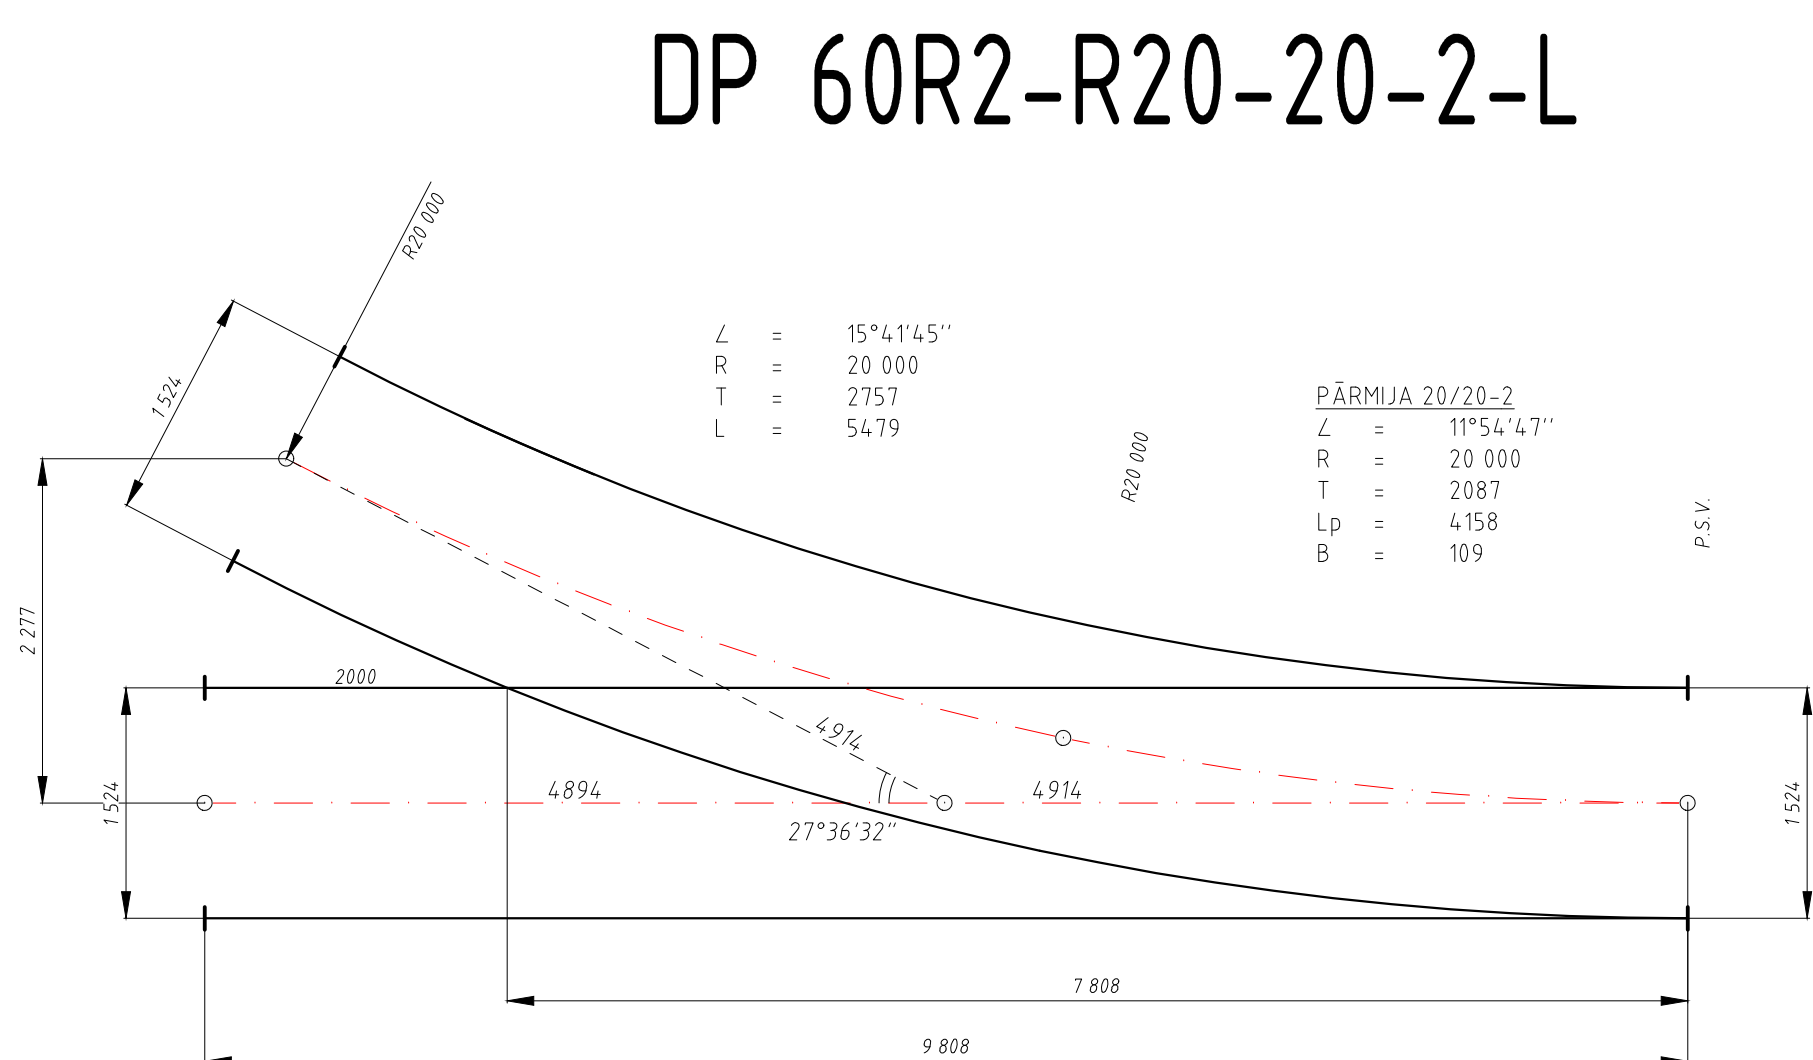 DP 60R2-R20-20-2-L
R20 000
1 524
∠ = 15°41'45''
R = 20 000
T = 2757
L = 5479
PĀRMIJA 20/20-2
∠ = 11°54'47''
R = 20 000
T = 2087
Lp = 4158
B = 109
R20 000
P.S.V.
2 277
2000
4914
4894
4914
1 524
1 524
27°36'32''
7 808
9 808